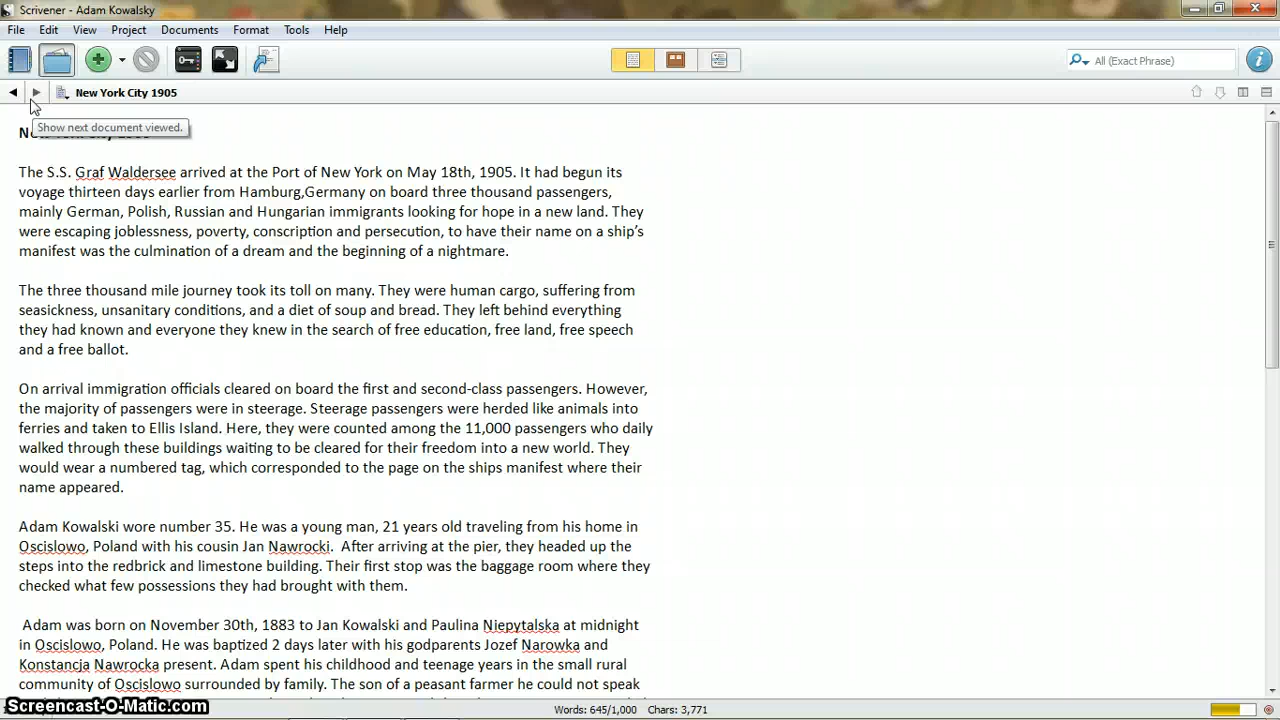 Scrivener - Adam Kowalsky
File Edit View Project Documents Format Tools Help
All (Exact Phrase)
New York City 1905
Show next document viewed.
The S.S. Graf Waldersee arrived at the Port of New York on May 18th, 1905. It had begun its
voyage thirteen days earlier from Hamburg,Germany on board three thousand passengers,
mainly German, Polish, Russian and Hungarian immigrants looking for hope in a new land. They
were escaping joblessness, poverty, conscription and persecution, to have their name on a ship’s
manifest was the culmination of a dream and the beginning of a nightmare.
The three thousand mile journey took its toll on many. They were human cargo, suffering from
seasickness, unsanitary conditions, and a diet of soup and bread. They left behind everything
they had known and everyone they knew in the search of free education, free land, free speech
and a free ballot.
On arrival immigration officials cleared on board the first and second-class passengers. However,
the majority of passengers were in steerage. Steerage passengers were herded like animals into
ferries and taken to Ellis Island. Here, they were counted among the 11,000 passengers who daily
walked through these buildings waiting to be cleared for their freedom into a new world. They
would wear a numbered tag, which corresponded to the page on the ships manifest where their
name appeared.
Adam Kowalski wore number 35. He was a young man, 21 years old traveling from his home in
Oscislowo, Poland with his cousin Jan Nawrocki.  After arriving at the pier, they headed up the
steps into the redbrick and limestone building. Their first stop was the baggage room where they
checked what few possessions they had brought with them.
Adam was born on November 30th, 1883 to Jan Kowalski and Paulina Niepytalska at midnight
in Oscislowo, Poland. He was baptized 2 days later with his godparents Jozef Narowka and
Konstancja Nawrocka present. Adam spent his childhood and teenage years in the small rural
community of Oscislowo surrounded by family. The son of a peasant farmer he could not speak
Screencast-O-Matic.com
Words: 645/1,000 Chars: 3,771